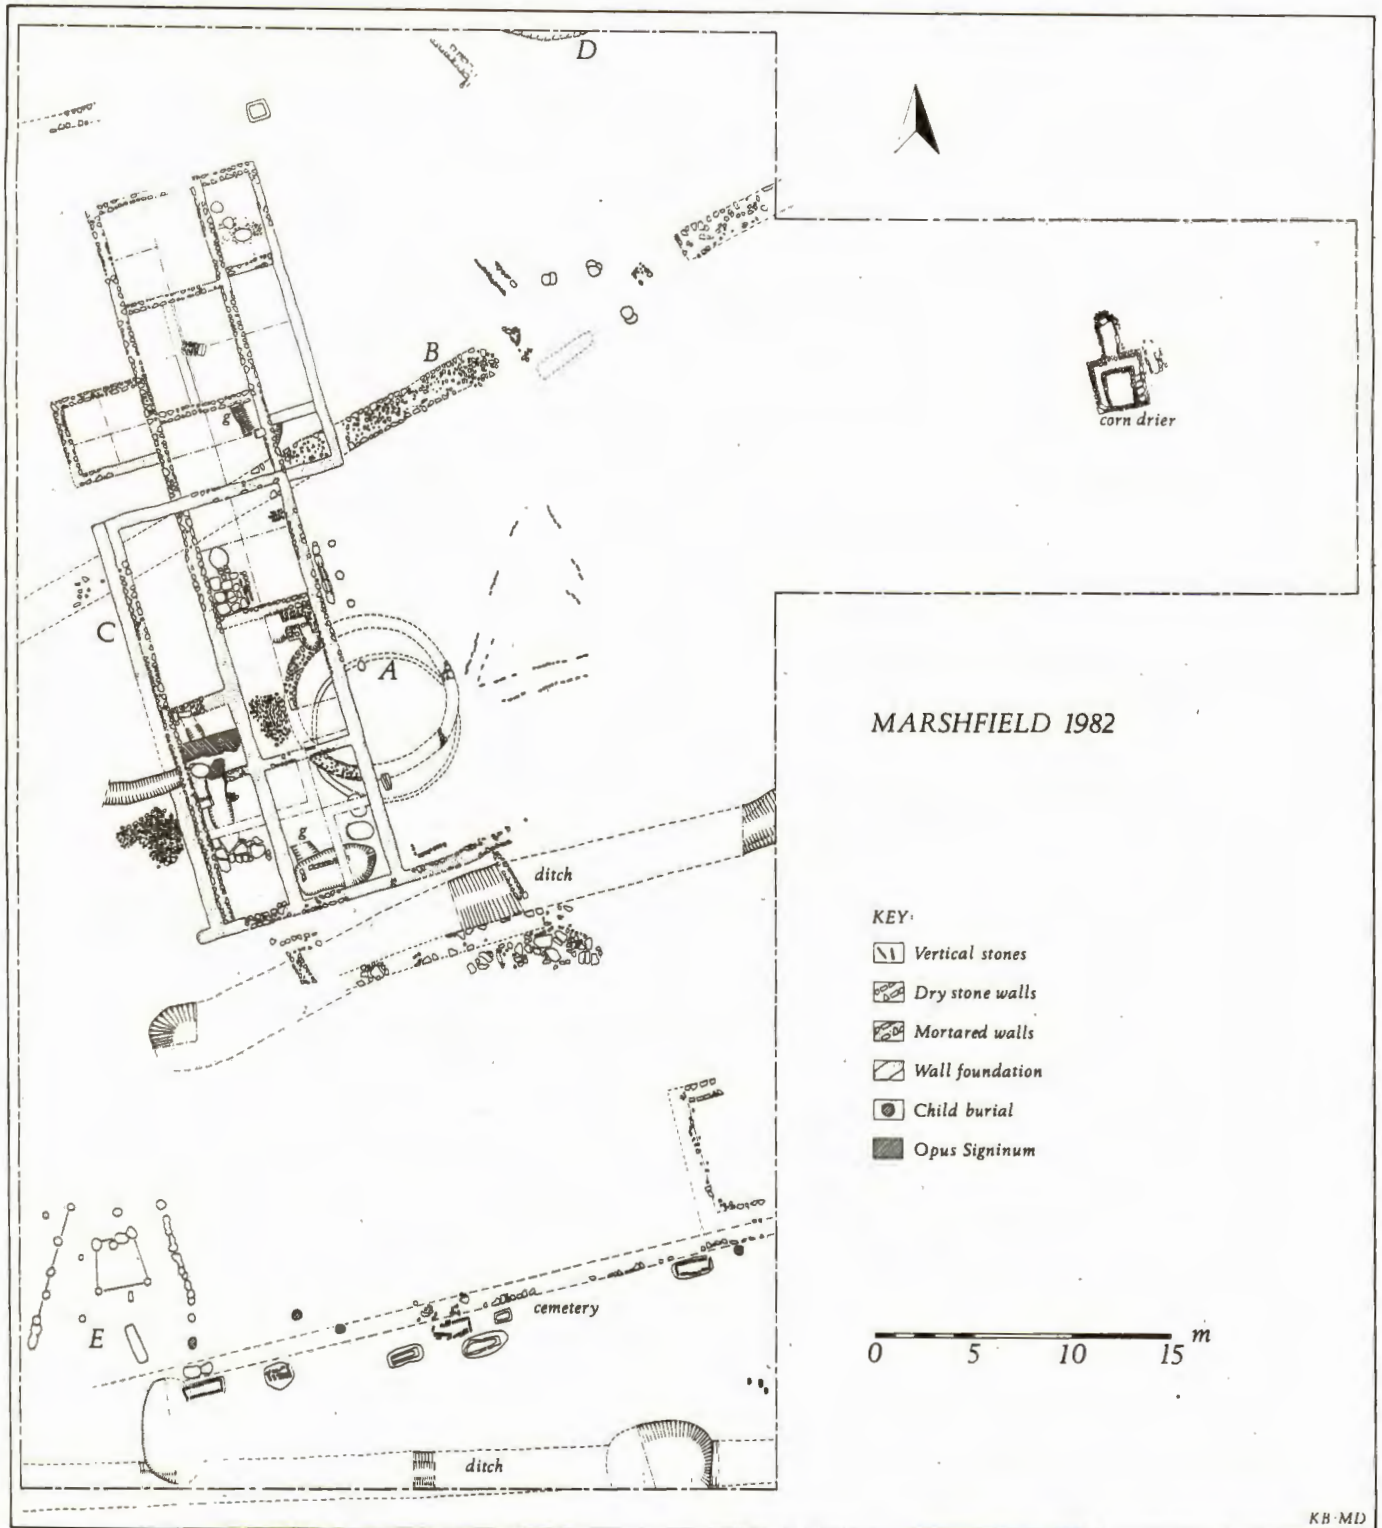 D
B
g
corn drier
C
A
MARSHFIELD 1982
g
ditch
KEY:
Vertical stones
Dry stone walls
Mortared walls
Wall foundation
Child burial
Opus Signinum
cemetery
E
m
0 5 10 15
ditch
KB·MD